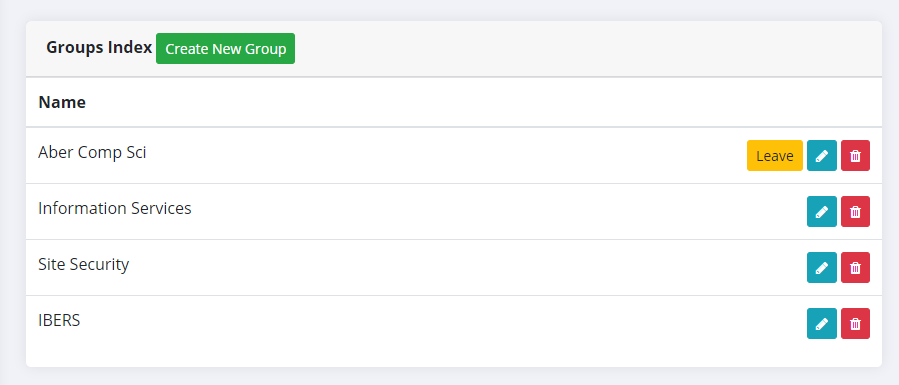 Groups Index Create New Group
Name
Aber Comp Sci Leave
Information Services
Site Security
IBERS